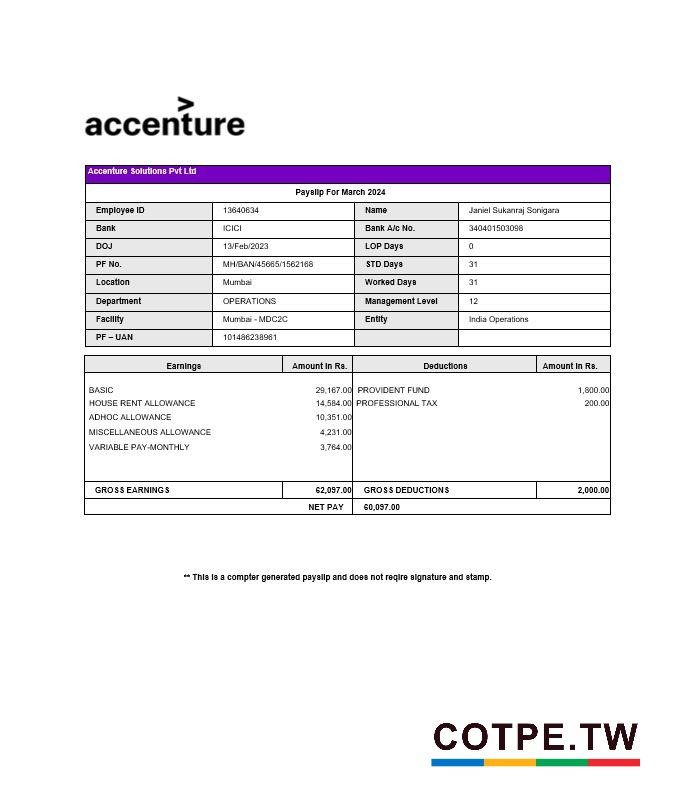 accenture
Accenture Solutions Pvt Ltd
Payslip For March 2024
Employee ID 13640634 Name Janiel Sukanraj Sonigara
Bank ICICI Bank A/c No. 340401503098
DOJ 13/Feb/2023 LOP Days 0
PF No. MH/BAN/45665/1562168 STD Days 31
Location Mumbai Worked Days 31
Department OPERATIONS Management Level 12
Facility Mumbai - MDC2C Entity India Operations
PF – UAN 101486238961
Earnings Amount in Rs. Deductions Amount in Rs.
BASIC 29,167.00 PROVIDENT FUND 1,800.00
HOUSE RENT ALLOWANCE 14,584.00 PROFESSIONAL TAX 200.00
ADHOC ALLOWANCE 10,351.00
MISCELLANEOUS ALLOWANCE 4,231.00
VARIABLE PAY-MONTHLY 3,764.00
GROSS EARNINGS 62,097.00 GROSS DEDUCTIONS 2,000.00
NET PAY 60,097.00
** This is a compter generated payslip and does not reqire signature and stamp.
COTPE.TW